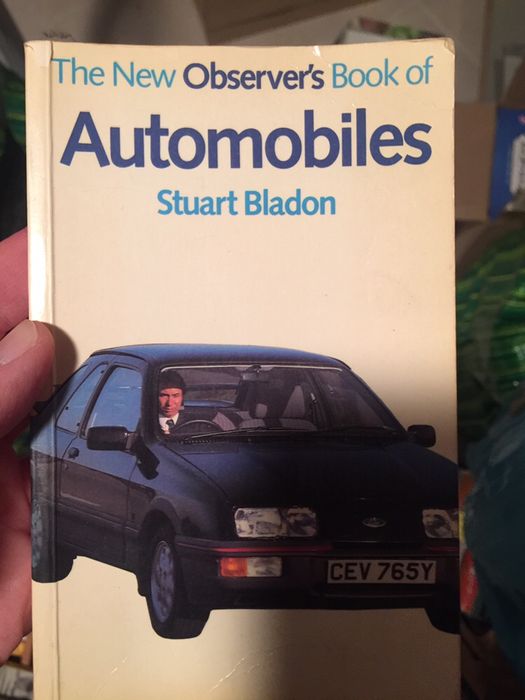 The New Observer's Book of
Automobiles
Stuart Bladon
CEV 765Y